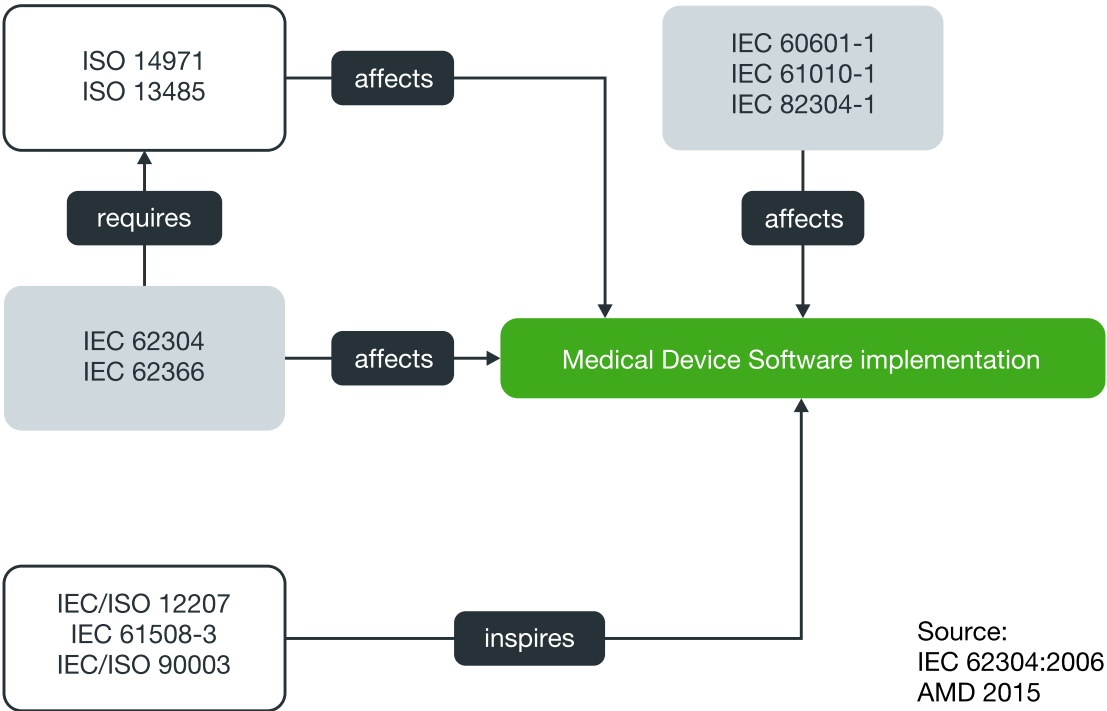 ISO 14971
ISO 13485
affects
IEC 60601-1
IEC 61010-1
IEC 82304-1
requires
affects
IEC 62304
IEC 62366
affects
Medical Device Software implementation
IEC/ISO 12207
IEC 61508-3
IEC/ISO 90003
inspires
Source:
IEC 62304:2006
AMD 2015